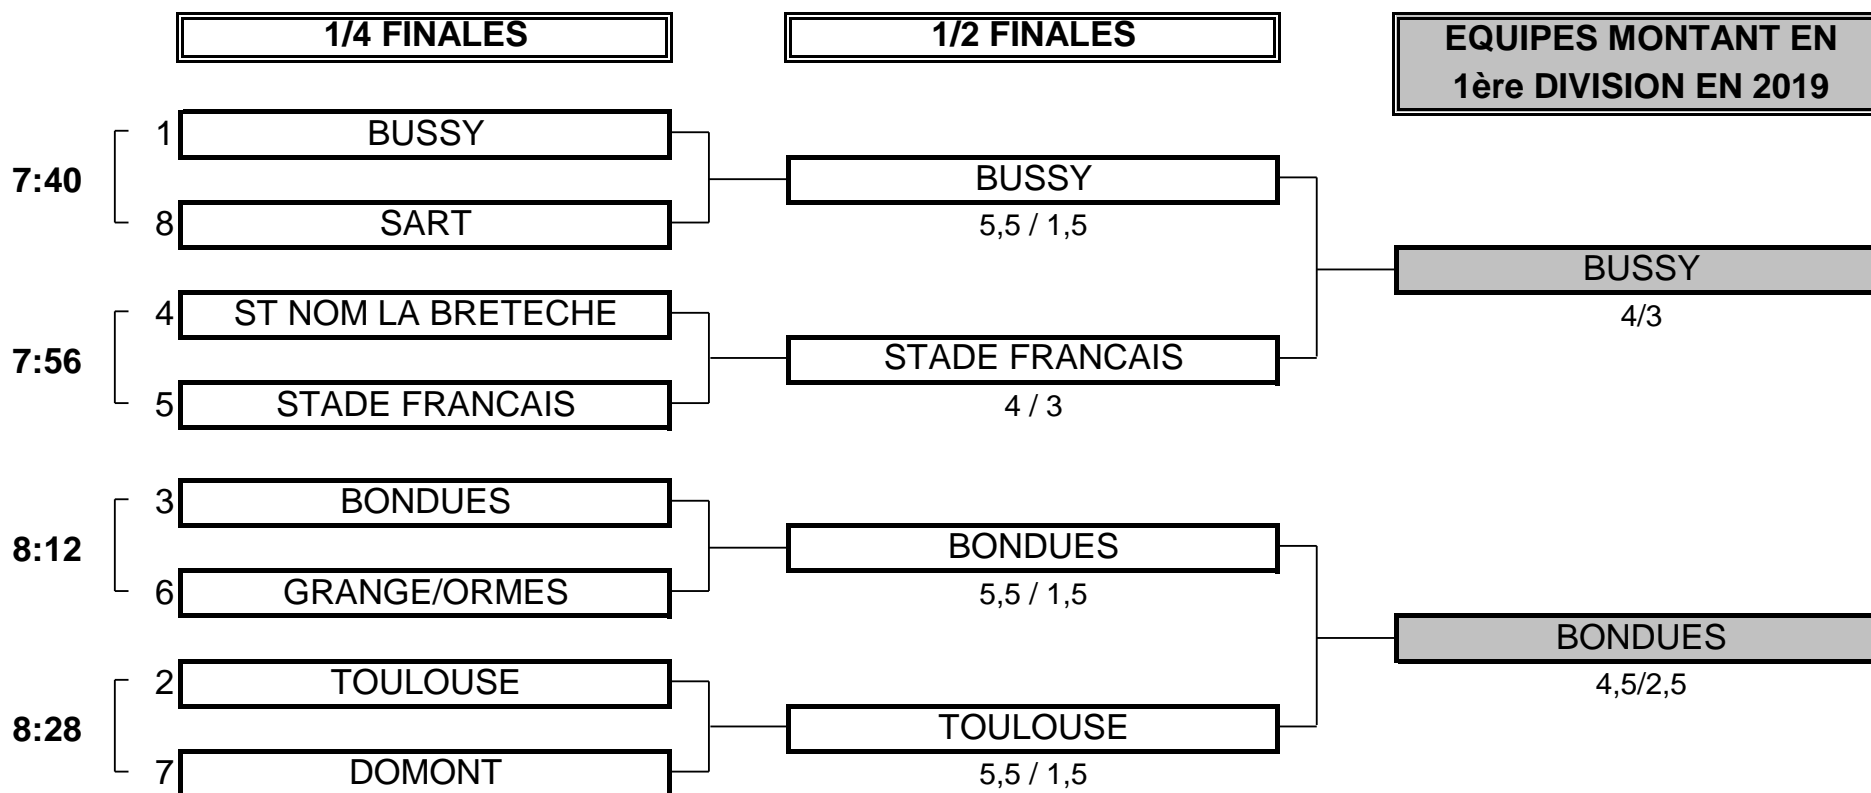 1/4 FINALES
1/2 FINALES
EQUIPES MONTANT EN
1ère DIVISION EN 2019
7:40
1 BUSSY
8 SART
BUSSY
5,5 / 1,5
7:56
4 ST NOM LA BRETECHE
5 STADE FRANCAIS
STADE FRANCAIS
4 / 3
BUSSY
4/3
8:12
3 BONDUES
6 GRANGE/ORMES
BONDUES
5,5 / 1,5
8:28
2 TOULOUSE
7 DOMONT
TOULOUSE
5,5 / 1,5
BONDUES
4,5/2,5